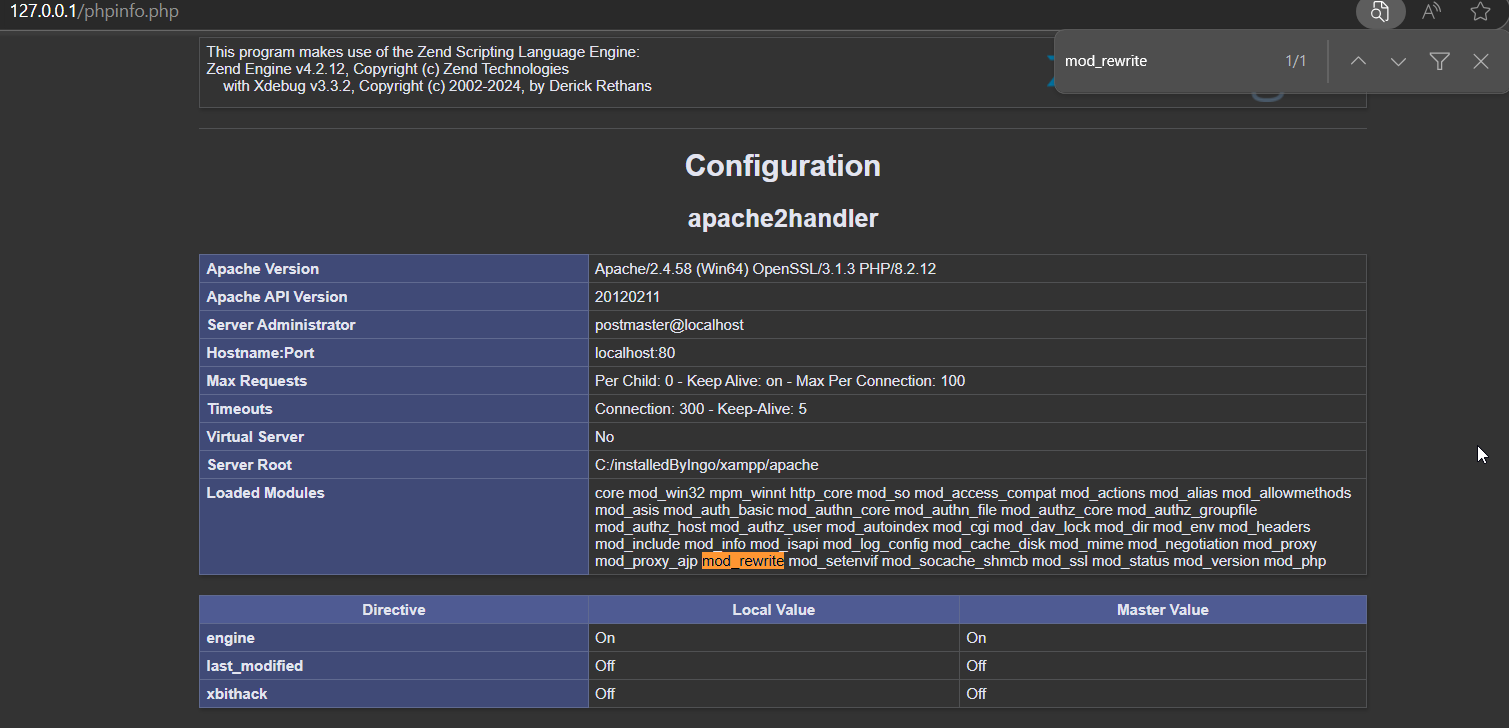 127.0.0.1/phpinfo.php
mod_rewrite 1/1
This program makes use of the Zend Scripting Language Engine:
Zend Engine v4.2.12, Copyright (c) Zend Technologies
with Xdebug v3.3.2, Copyright (c) 2002-2024, by Derick Rethans
Configuration
apache2handler
Apache Version Apache/2.4.58 (Win64) OpenSSL/3.1.3 PHP/8.2.12
Apache API Version 20120211
Server Administrator postmaster@localhost
Hostname:Port localhost:80
Max Requests Per Child: 0 - Keep Alive: on - Max Per Connection: 100
Timeouts Connection: 300 - Keep-Alive: 5
Virtual Server No
Server Root C:/installedByIngo/xampp/apache
Loaded Modules core mod_win32 mpm_winnt http_core mod_so mod_access_compat mod_actions mod_alias mod_allowmethods
mod_asis mod_auth_basic mod_authn_core mod_authn_file mod_authz_core mod_authz_groupfile
mod_authz_host mod_authz_user mod_autoindex mod_cgi mod_dav_lock mod_dir mod_env mod_headers
mod_include mod_info mod_isapi mod_log_config mod_cache_disk mod_mime mod_negotiation mod_proxy
mod_proxy_ajp mod_rewrite mod_setenvif mod_socache_shmcb mod_ssl mod_status mod_version mod_php
Directive Local Value Master Value
engine On On
last_modified Off Off
xbithack Off Off